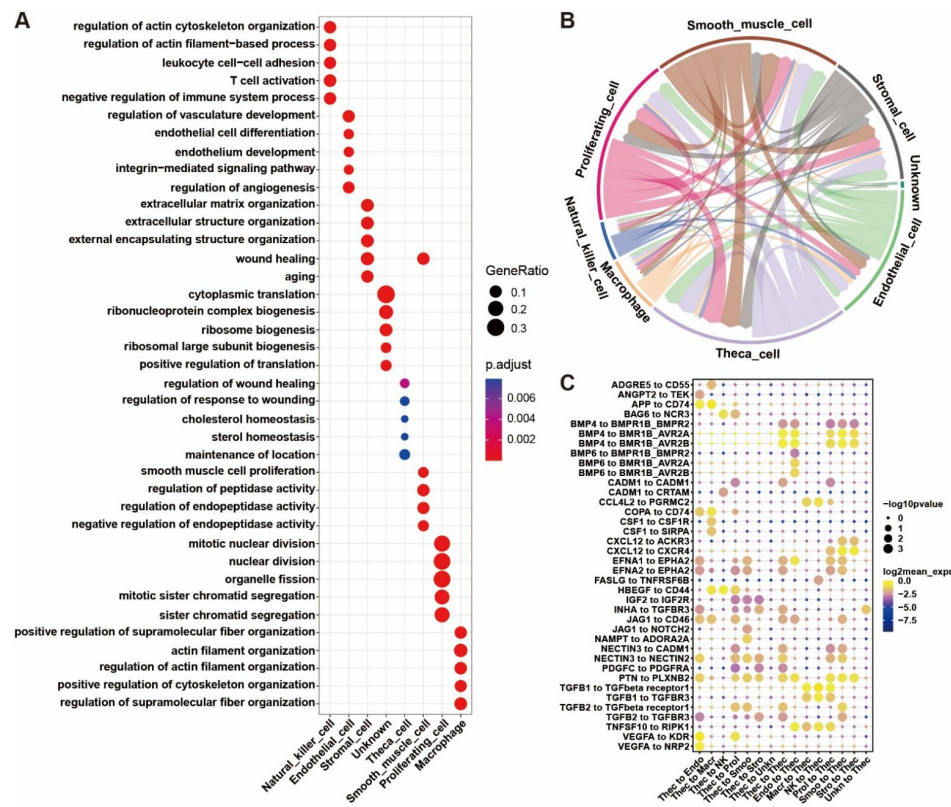 A
regulation of actin cytoskeleton organization
regulation of actin filament−based process
leukocyte cell−cell adhesion
T cell activation
negative regulation of immune system process
regulation of vasculature development
endothelial cell differentiation
endothelium development
integrin−mediated signaling pathway
regulation of angiogenesis
extracellular matrix organization
extracellular structure organization
external encapsulating structure organization
wound healing
aging
cytoplasmic translation
ribonucleoprotein complex biogenesis
ribosome biogenesis
ribosomal large subunit biogenesis
positive regulation of translation
regulation of wound healing
regulation of response to wounding
cholesterol homeostasis
sterol homeostasis
maintenance of location
smooth muscle cell proliferation
regulation of peptidase activity
regulation of endopeptidase activity
negative regulation of endopeptidase activity
mitotic nuclear division
nuclear division
organelle fission
mitotic sister chromatid segregation
sister chromatid segregation
positive regulation of supramolecular fiber organization
actin filament organization
regulation of actin filament organization
positive regulation of cytoskeleton organization
regulation of supramolecular fiber organization
Natural_killer_cell
Endothelial_cell
Stromal_cell
Unknown
Theca_cell
Smooth_muscle_cell
Proliferating_cell
Macrophage
GeneRatio
0.1
0.2
0.3
p.adjust
0.006
0.004
0.002
B
Smooth_muscle_cell
Stromal_cell
Unknown
Endothelial_cell
Theca_cell
Macrophage
Natural_killer_cell
Proliferating_cell
C
ADGRE5 to CD55
ANGPT2 to TEK
APP to CD74
BAG6 to NCR3
BMP4 to BMPR1B_BMPR2
BMP4 to BMR1B_AVR2A
BMP4 to BMR1B_AVR2B
BMP6 to BMPR1B_BMPR2
BMP6 to BMR1B_AVR2A
BMP6 to BMR1B_AVR2B
CADM1 to CADM1
CADM1 to CRTAM
CCL4L2 to PGRMC2
COPA to CD74
CSF1 to CSF1R
CSF1 to SIRPA
CXCL12 to ACKR3
CXCL12 to CXCR4
EFNA1 to EPHA2
EFNA2 to EPHA2
FASLG to TNFRSF6B
HBEGF to CD44
IGF2 to IGF2R
INHA to TGFBR3
JAG1 to CD46
JAG1 to NOTCH2
NAMPT to ADORA2A
NECTIN3 to CADM1
NECTIN3 to NECTIN2
PDGFC to PDGFRA
PTN to PLXNB2
TGFB1 to TGFbeta receptor1
TGFB1 to TGFBR3
TGFB2 to TGFbeta receptor1
TGFB2 to TGFBR3
TNFSF10 to RIPK1
VEGFA to KDR
VEGFA to NRP2
Thec to Endo
Thec to Macr
Thec to NK
Thec to Prol
Thec to Smoo
Thec to Stro
Thec to Unkn
Thec to Thec
Endo to Thec
Macr to Thec
NK to Thec
Prol to Thec
Smoo to Thec
Stro to Thec
Unkn to Thec
−log10pvalue
0
1
2
3
log2mean_expr
0.0
−2.5
−5.0
−7.5